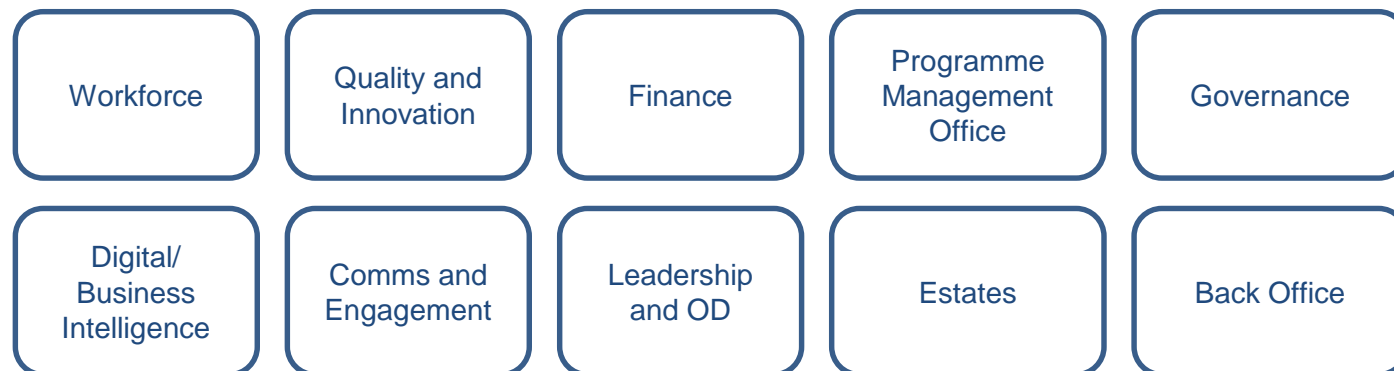 Workforce
Quality and
Innovation
Finance
Programme
Management
Office
Governance
Digital/
Business
Intelligence
Comms and
Engagement
Leadership
and OD
Estates
Back Office